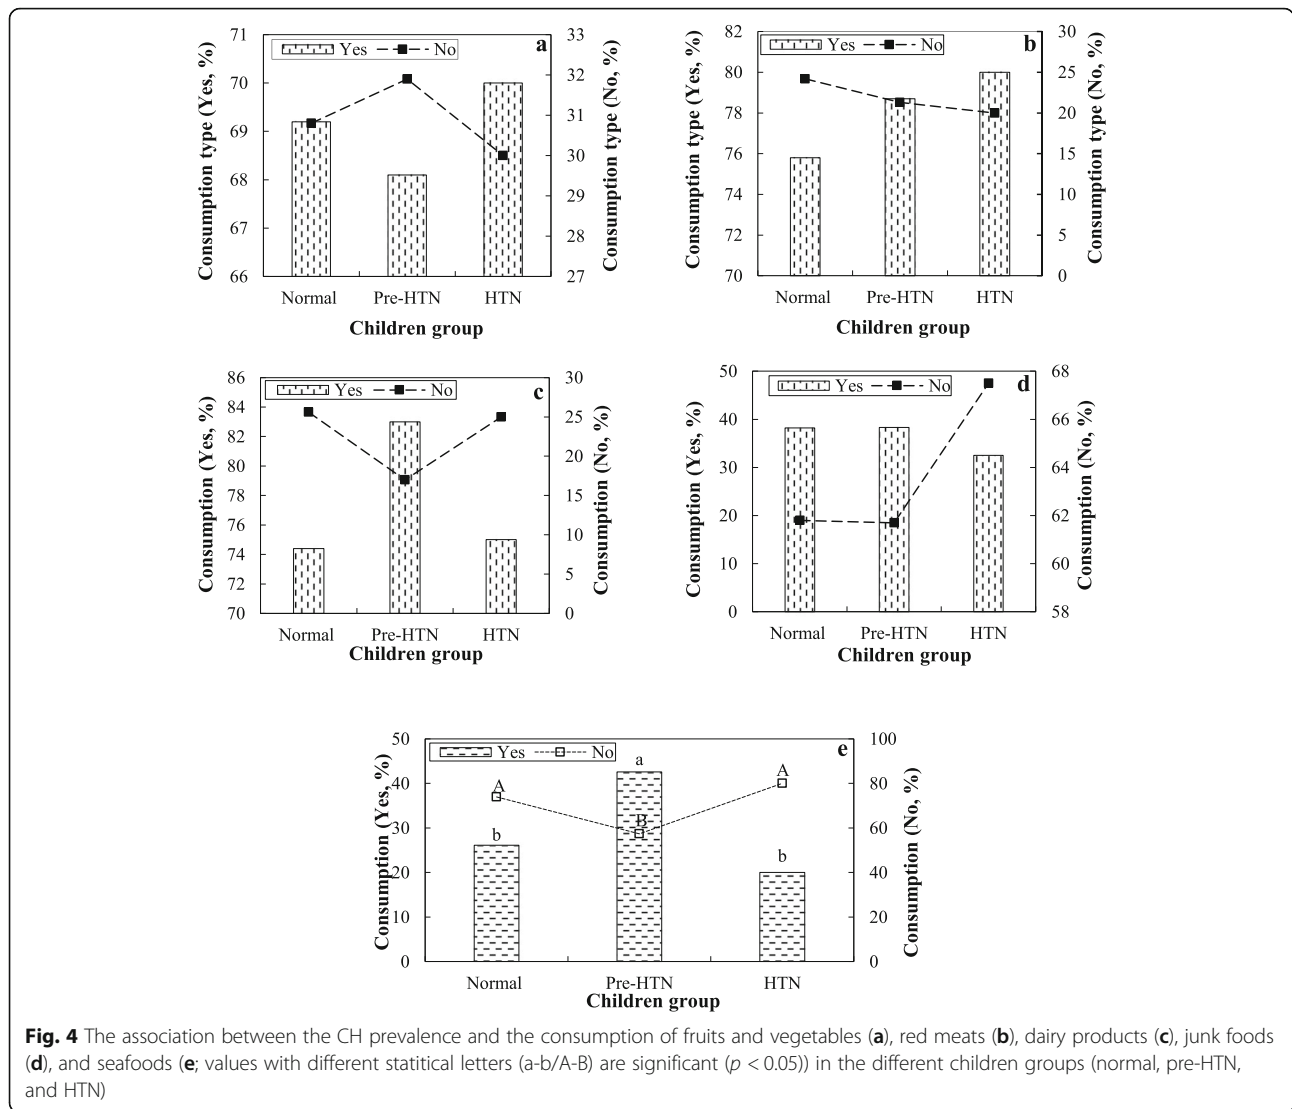 a
Yes
No
71
70
69
68
67
66
Consumption type (Yes, %)
33
32
31
30
29
28
27
Consumption type (No, %)
Normal
Pre-HTN
HTN
Children group
b
Yes
No
82
80
78
76
74
72
70
Consumption type (Yes, %)
30
25
20
15
10
5
0
Consumption type (No, %)
Normal
Pre-HTN
HTN
Children group
c
Yes
No
86
84
82
80
78
76
74
72
70
Consumption (Yes, %)
30
25
20
15
10
5
0
Consumption (No, %)
Normal
Pre-HTN
HTN
Children group
d
Yes
No
50
40
30
20
10
0
Consumption (Yes, %)
68
66
64
62
60
58
Consumption (No, %)
Normal
Pre-HTN
HTN
Children group
e
Yes
No
50
40
30
20
10
0
Consumption (Yes, %)
100
80
60
40
20
0
Consumption (No, %)
A
b
a
B
A
b
Normal
Pre-HTN
HTN
Children group
Fig. 4 The association between the CH prevalence and the consumption of fruits and vegetables (a), red meats (b), dairy products (c), junk foods
(d), and seafoods (e; values with different statitical letters (a-b/A-B) are significant (p < 0.05)) in the different children groups (normal, pre-HTN,
and HTN)